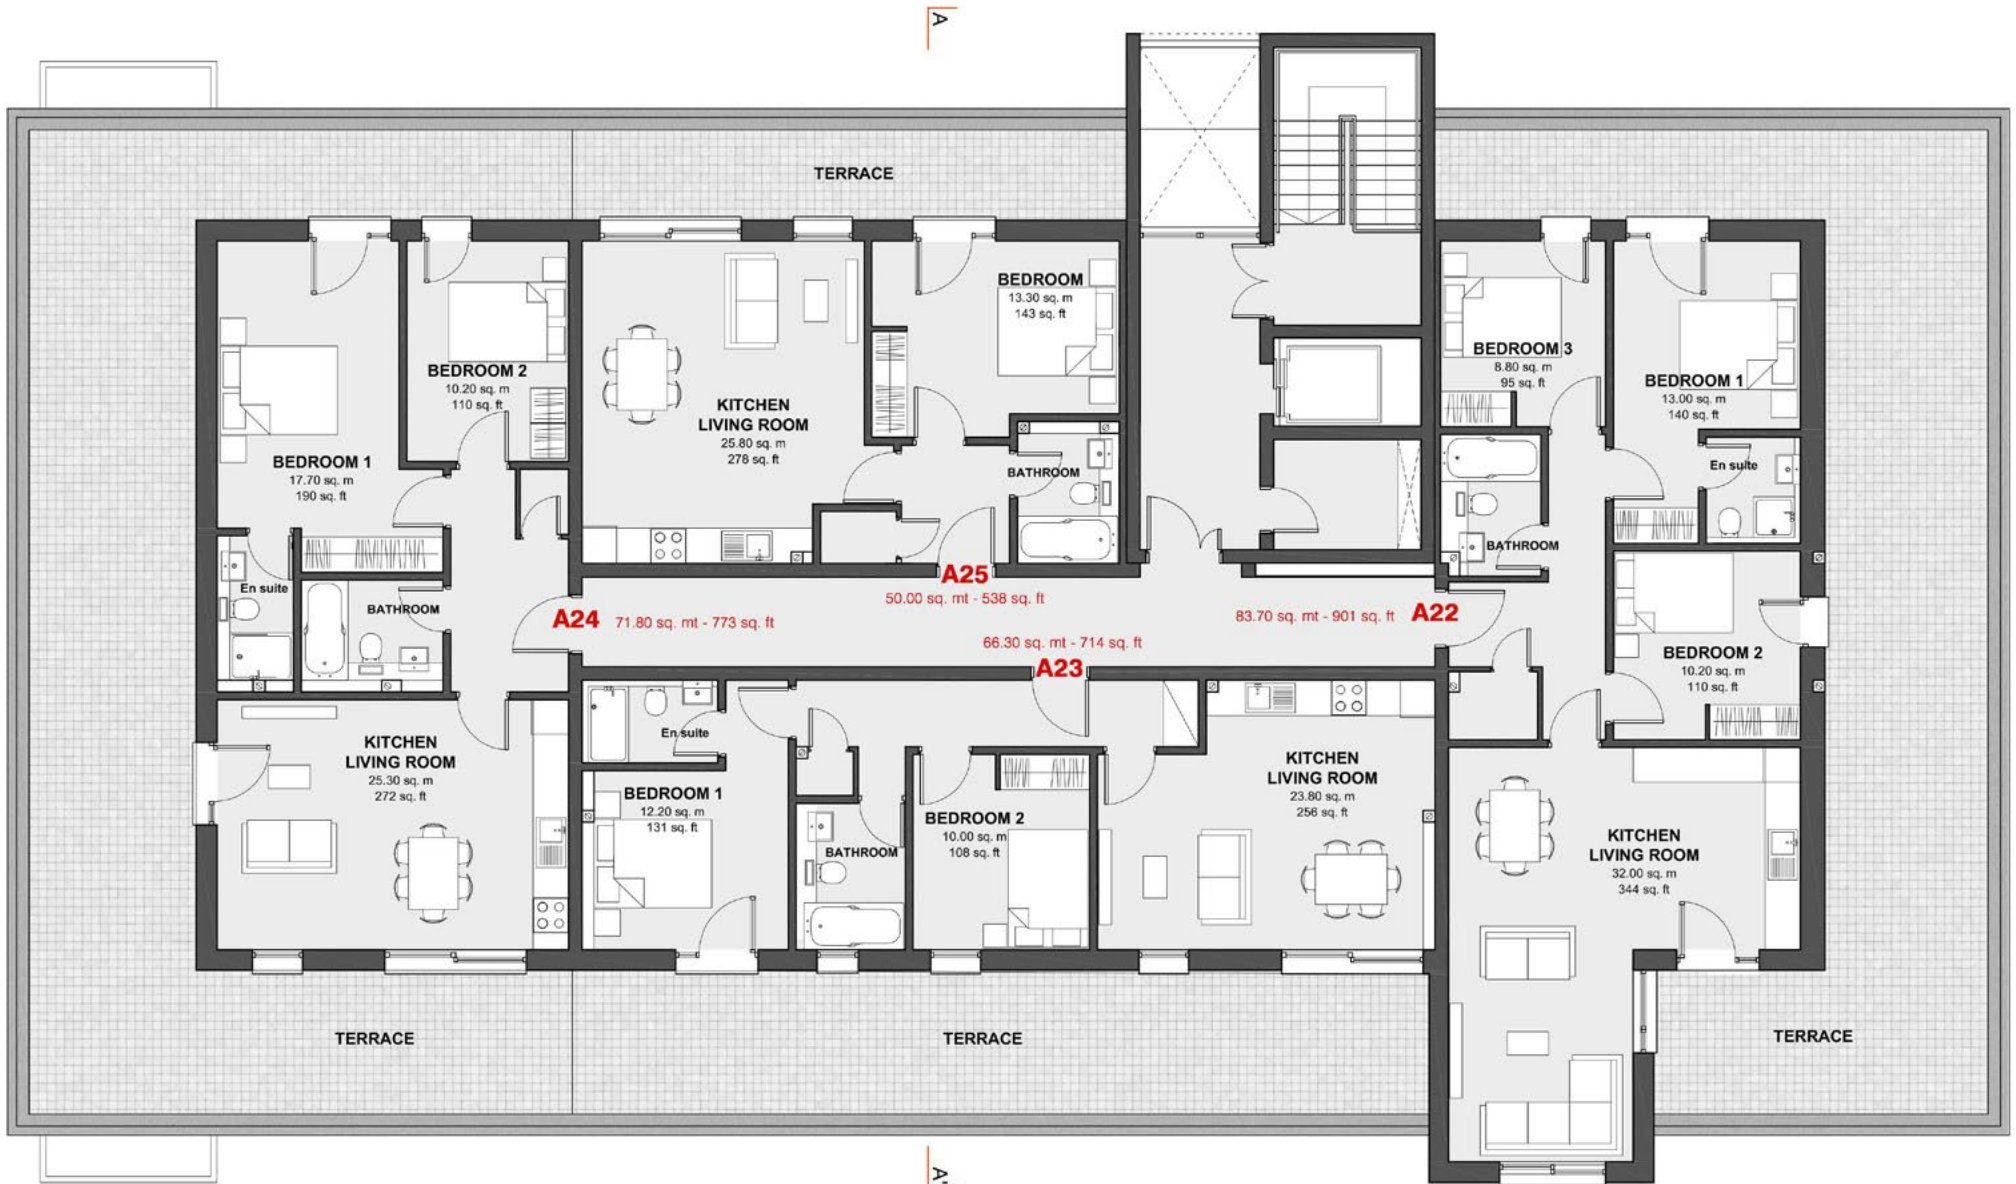 A
TERRACE
BEDROOM 1
17.70 sq. m
190 sq. ft
BEDROOM 2
10.20 sq. m
110 sq. ft
KITCHEN
LIVING ROOM
25.80 sq. m
278 sq. ft
BEDROOM
13.30 sq. m
143 sq. ft
BATHROOM
BEDROOM 3
8.80 sq. m
95 sq. ft
BEDROOM 1
13.00 sq. m
140 sq. ft
En suite
BATHROOM
En suite
BATHROOM
A24 71.80 sq. mt - 773 sq. ft
A25
50.00 sq. mt - 538 sq. ft
83.70 sq. mt - 901 sq. ft A22
66.30 sq. mt - 714 sq. ft
A23
BEDROOM 2
10.20 sq. m
110 sq. ft
KITCHEN
LIVING ROOM
25.30 sq. m
272 sq. ft
En suite
BEDROOM 1
12.20 sq. m
131 sq. ft
BATHROOM
BEDROOM 2
10.00 sq. m
108 sq. ft
KITCHEN
LIVING ROOM
23.80 sq. m
256 sq. ft
KITCHEN
LIVING ROOM
32.00 sq. m
344 sq. ft
TERRACE
TERRACE
TERRACE
A'